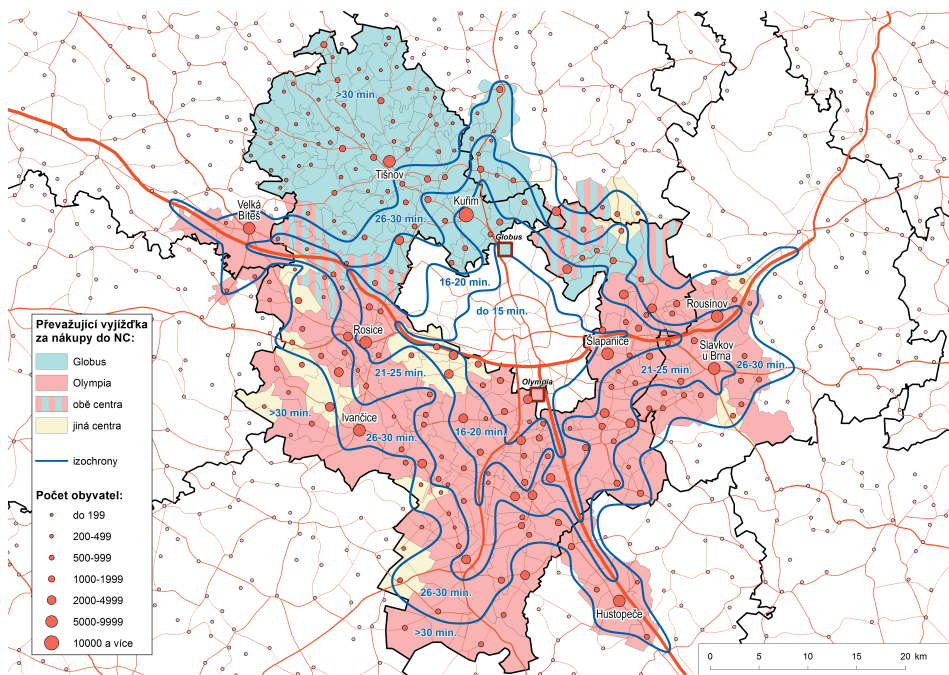 >30 min.
Tišnov
Velká
Bíteš
Kuřim
26-30 min.
Globus
16-20 min.
do 15 min.
Rousínov
Rosice
Šlapanice
Slavkov
u Brna
21-25 min.
21-25 min.
26-30 min.
Olympia
>30 min.
Ivančice
26-30 min.
16-20 min.
26-30 min.
>30 min.
Hustopeče
Převažující vyjížďka
za nákupy do NC:
Globus
Olympia
obě centra
jiná centra
izochrony
Počet obyvatel:
do 199
200-499
500-999
1000-1999
2000-4999
5000-9999
10000 a více
0 5 10 20 km